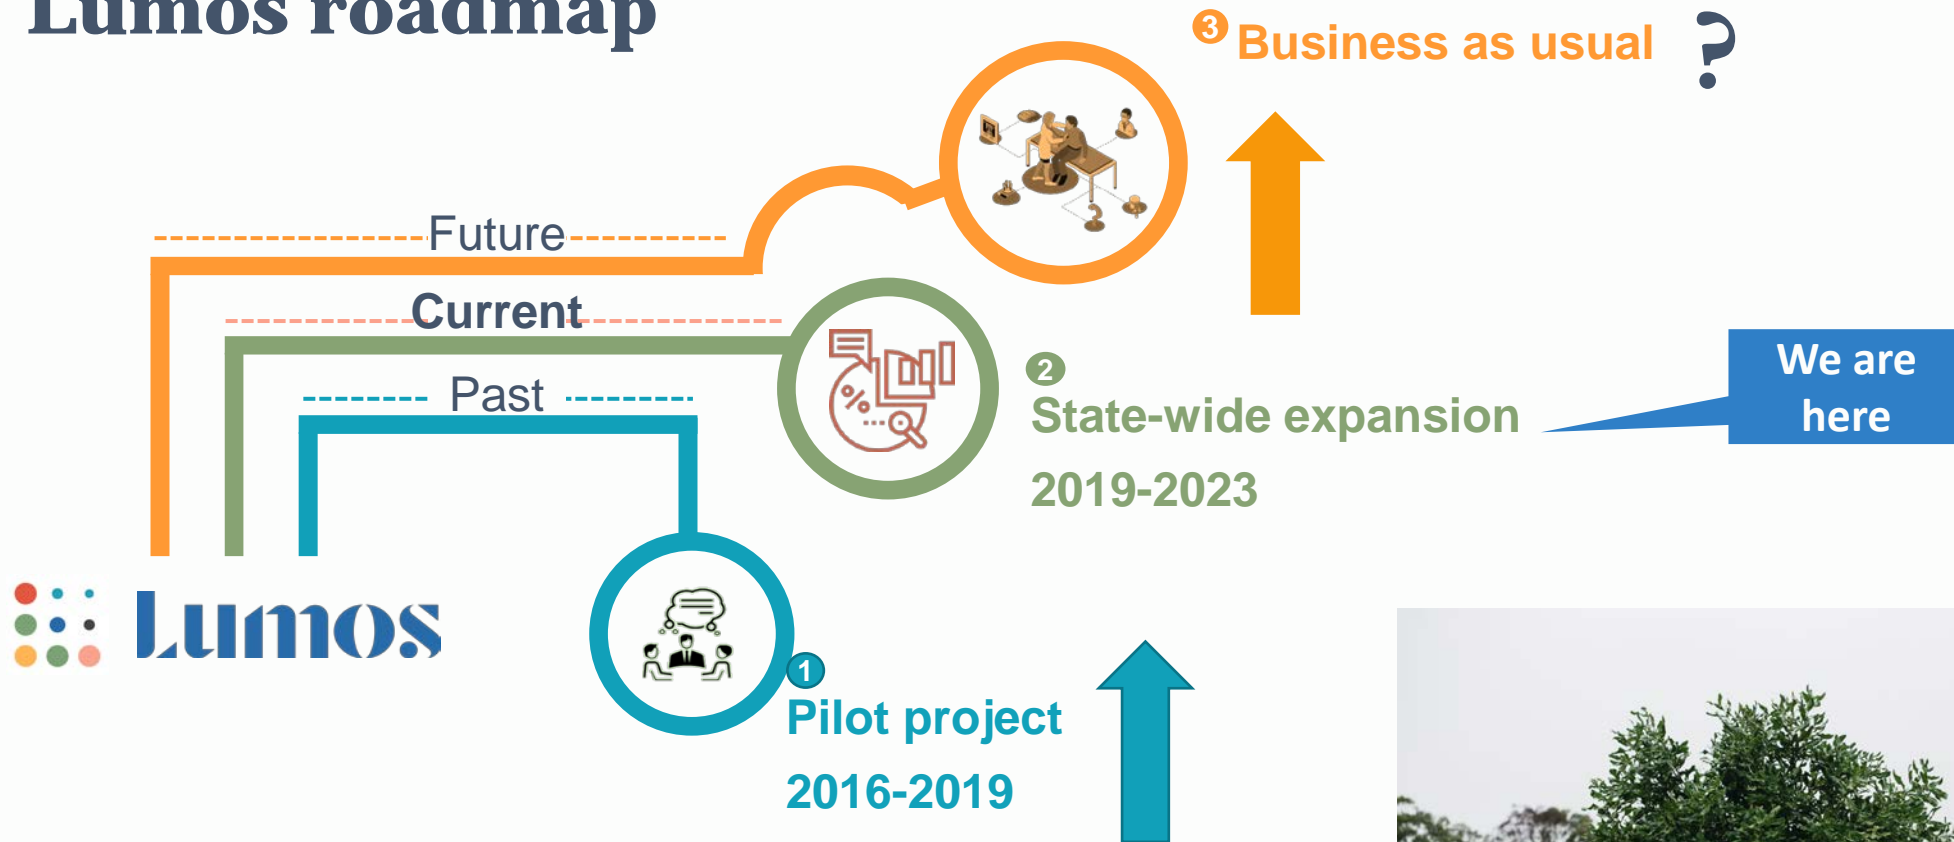 Lumos roadmap
3 Business as usual ?
Future
Current
Past
2
State-wide expansion
2019-2023
We are
here
Lumos
1
Pilot project
2016-2019
%